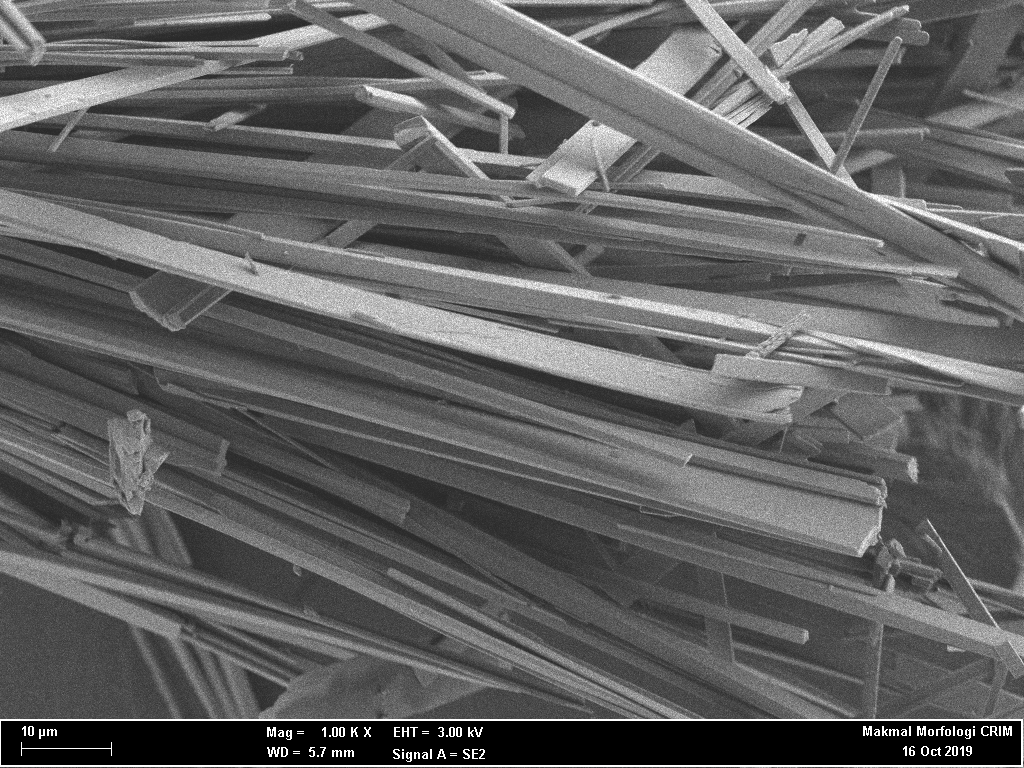 10 µm
Mag = 1.00 K X EHT = 3.00 kV Makmal Morfologi CRIM
WD = 5.7 mm Signal A = SE2 16 Oct 2019